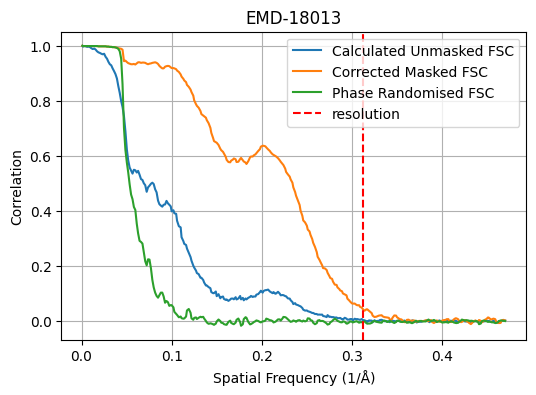 EMD-18013
Calculated Unmasked FSC
Corrected Masked FSC
Phase Randomised FSC
resolution
Correlation
1.0
0.8
0.6
0.4
0.2
0.0
0.0 0.1 0.2 0.3 0.4
Spatial Frequency (1/Å)